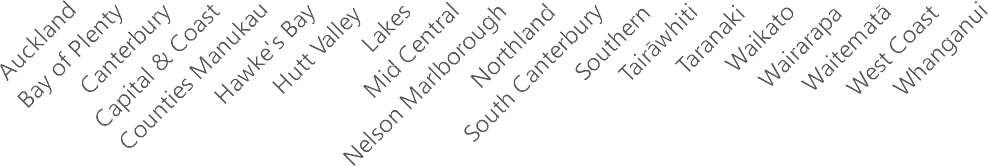 Auckland
Bay of Plenty
Canterbury
Capital & Coast
Counties Manukau
Hawke's Bay
Hutt Valley
Lakes
Mid Central
Nelson Marlborough
Northland
South Canterbury
Southern
Tairāwhiti
Taranaki
Waikato
Wairarapa
Waitematā
West Coast
Whanganui